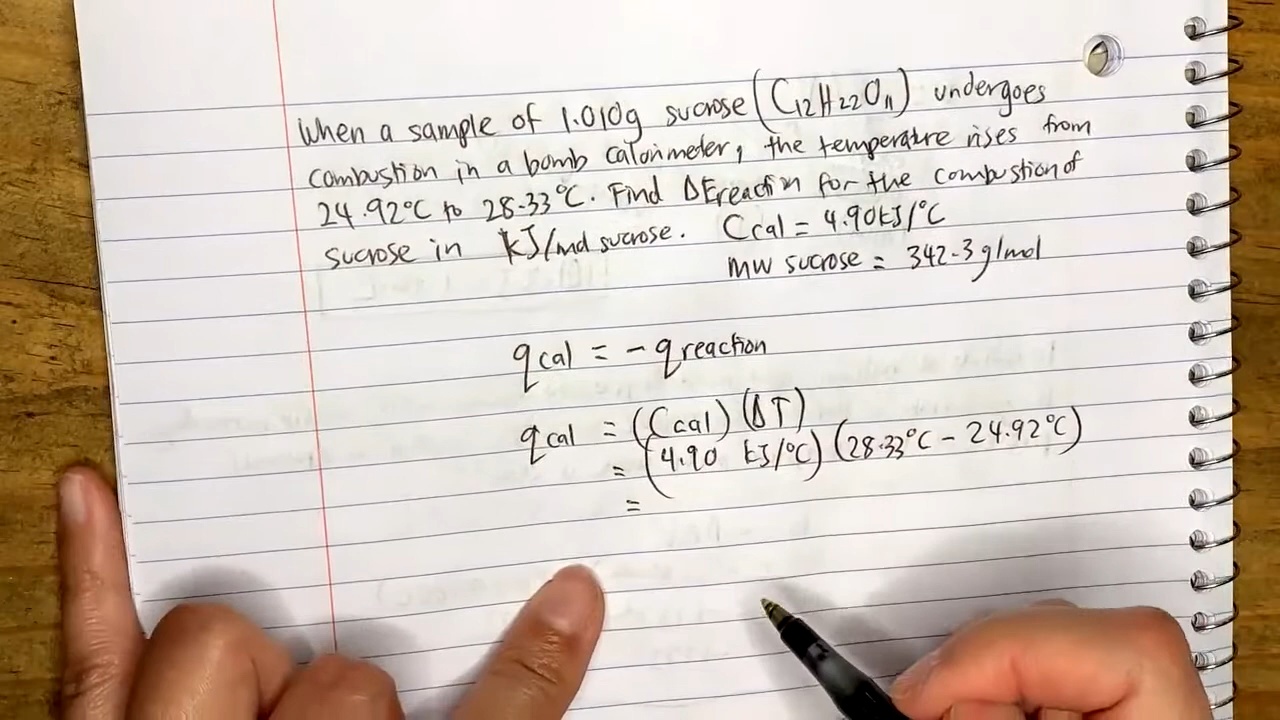 When a sample of 1.010g sucrose (C12H22O11) undergoes
combustion in a bomb calorimeter, the temperature rises from
24.92°C to 28.33°C. Find ΔEreaction for the combustion of
sucrose in kJ/mol sucrose. Ccal = 4.90kJ/°C
MW sucrose = 342.3g/mol
qcal = -qreaction
qcal = (Ccal)(ΔT)
= (4.90 kJ/°C)(28.33°C - 24.92°C)
=